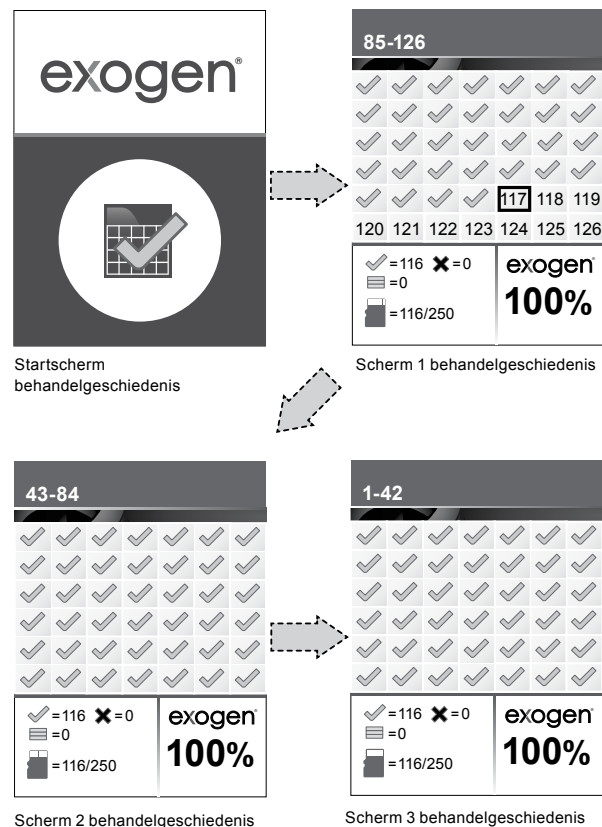 exogen®
Startscherm
behandelgeschiedenis
85-126
117 118 119
120 121 122 123 124 125 126
=116 =0
=0
=116/250
exogen
100%
Scherm 1 behandelgeschiedenis
43-84
=116 =0
=0
=116/250
exogen
100%
Scherm 2 behandelgeschiedenis
1-42
=116 =0
=0
=116/250
exogen
100%
Scherm 3 behandelgeschiedenis